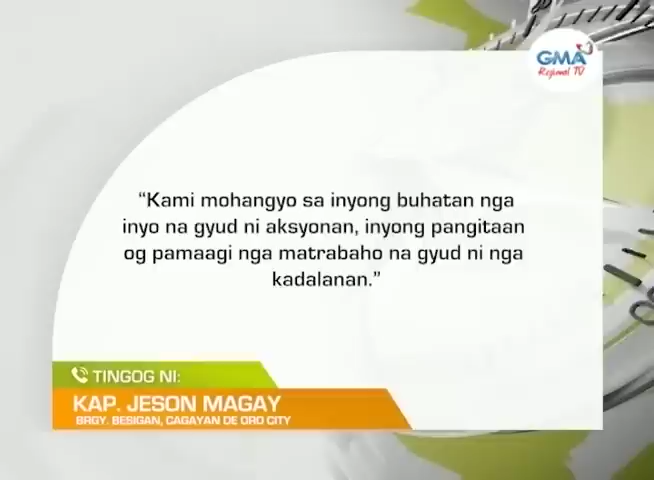 GMA
Regional TV
“Kami mohangyo sa inyong buhatan nga
inyo na gyud ni aksyonan, inyong pangitaan
og pamaagi nga matrabaho na gyud ni nga
kadalanan.”
TINGOG NI:
KAP. JESON MAGAY
BRGY. BESIGAN, CAGAYAN DE ORO CITY